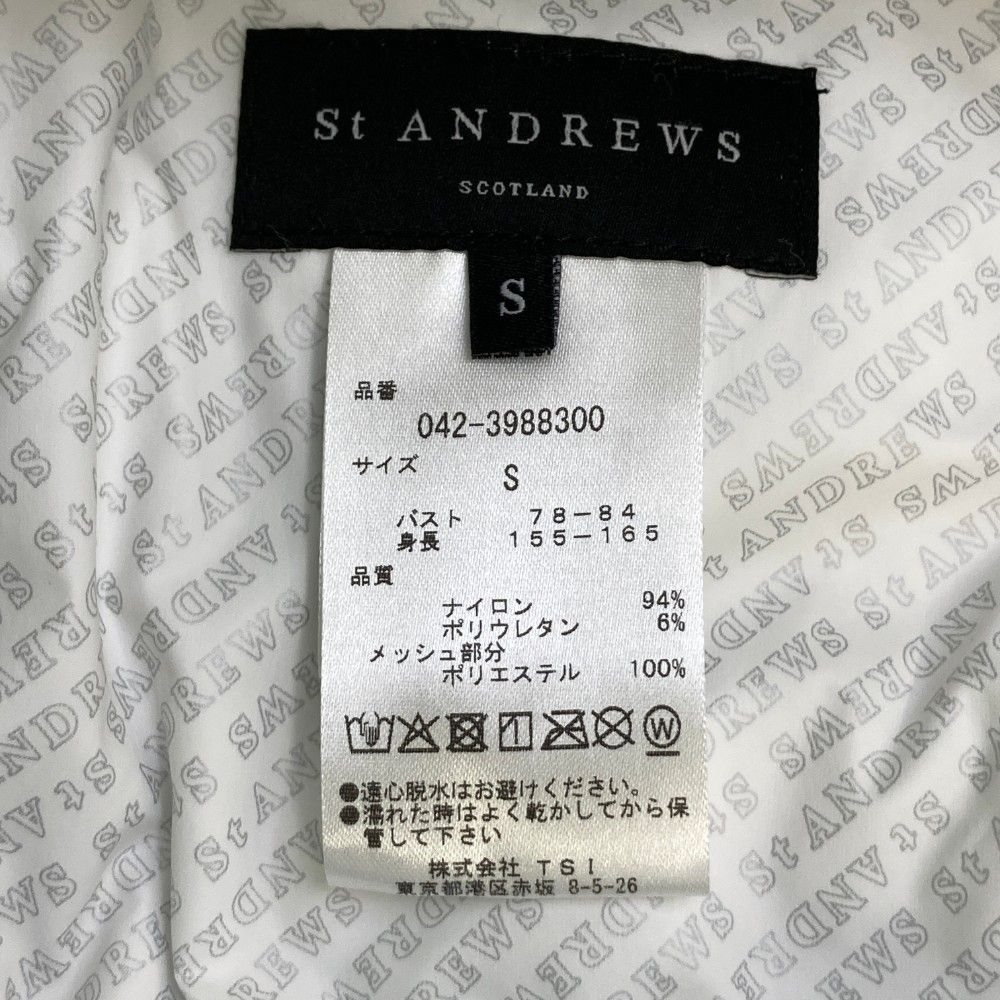 St ANDREWS
SCOTLAND
S
品番
042-3988300
サイズ
S
バスト 78-84
身長 155-165
品質
ナイロン 94%
ポリウレタン 6%
メッシュ部分
ポリエステル 100%
W
●遠心脱水はお避けください。
●濡れた時はよく乾かしてから保
管して下さい
株式会社 TSI
東京都港区赤坂 8-5-26